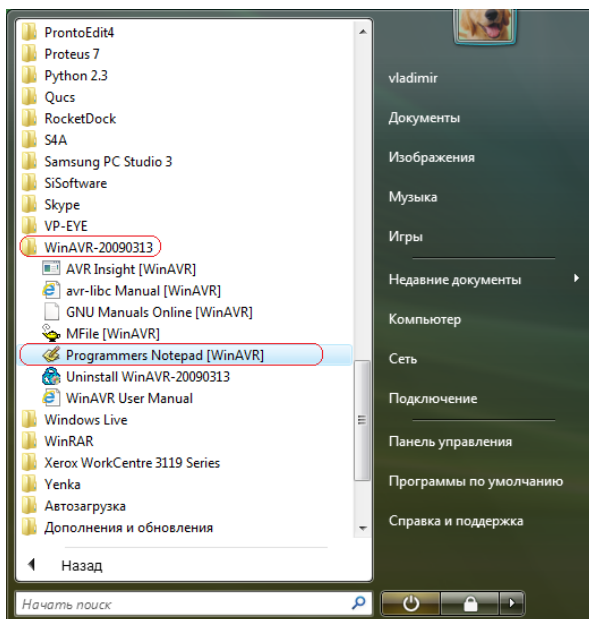 ProntoEdit4
Proteus 7
Python 2.3
Qucs
RocketDock
S4A
Samsung PC Studio 3
SiSoftware
Skype
VP-EYE
WinAVR-20090313
AVR Insight [WinAVR]
avr-libc Manual [WinAVR]
GNU Manuals Online [WinAVR]
MFile [WinAVR]
Programmers Notepad [WinAVR]
Uninstall WinAVR-20090313
WinAVR User Manual
Windows Live
WinRAR
Xerox WorkCentre 3119 Series
Yenka
Автозагрузка
Дополнения и обновления
Назад
Начать поиск
vladimir
Документы
Изображения
Музыка
Игры
Недавние документы
Компьютер
Сеть
Подключение
Панель управления
Программы по умолчанию
Справка и поддержка